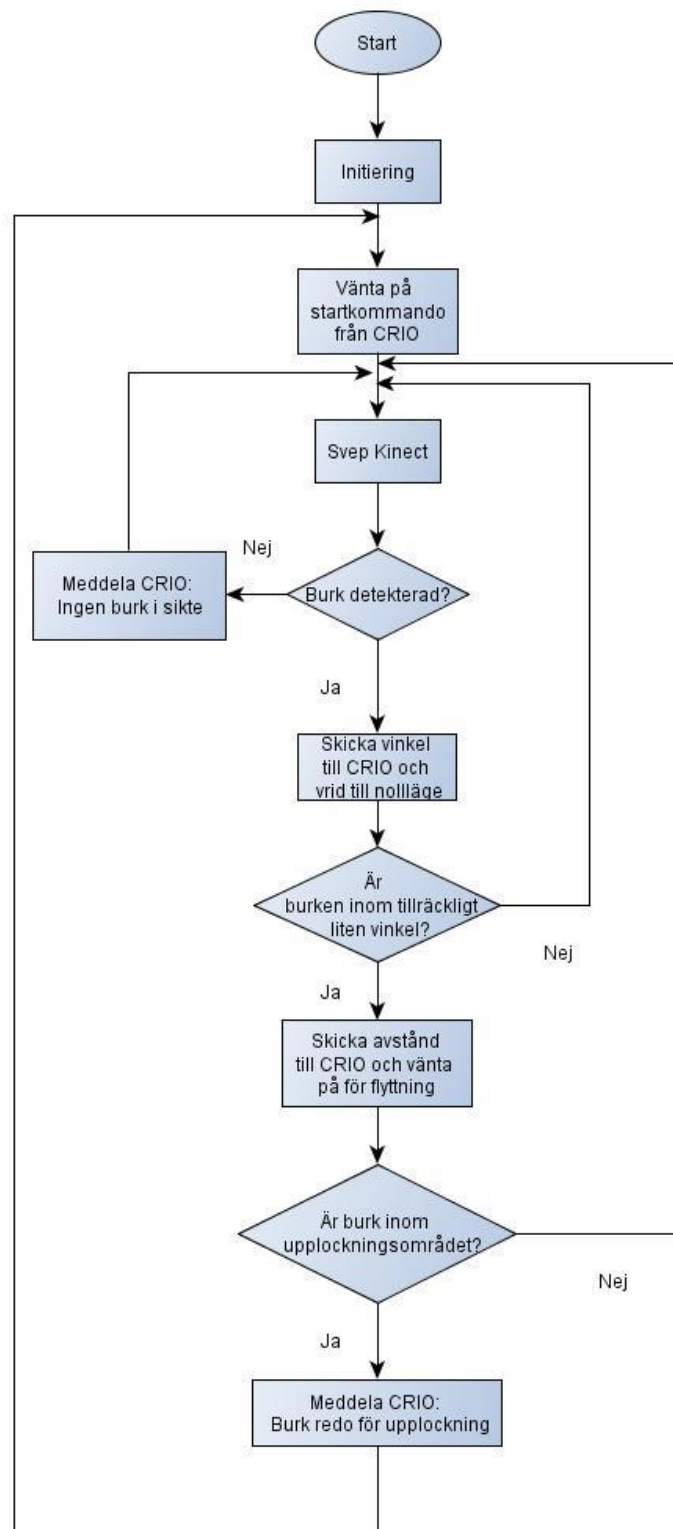 Start
Initiering
Vänta på
startkommando
från CRIO
Svep Kinect
Nej
Meddela CRIO:
Ingen burk i sikte
Burk detekterad?
Ja
Skicka vinkel
till CRIO och
vrid till nollläge
Är
burken inom tillräckligt
liten vinkel?
Nej
Ja
Skicka avstånd
till CRIO och vänta
på för flyttning
Är burk inom
upplockningsområdet?
Nej
Ja
Meddela CRIO:
Burk redo för upplockning